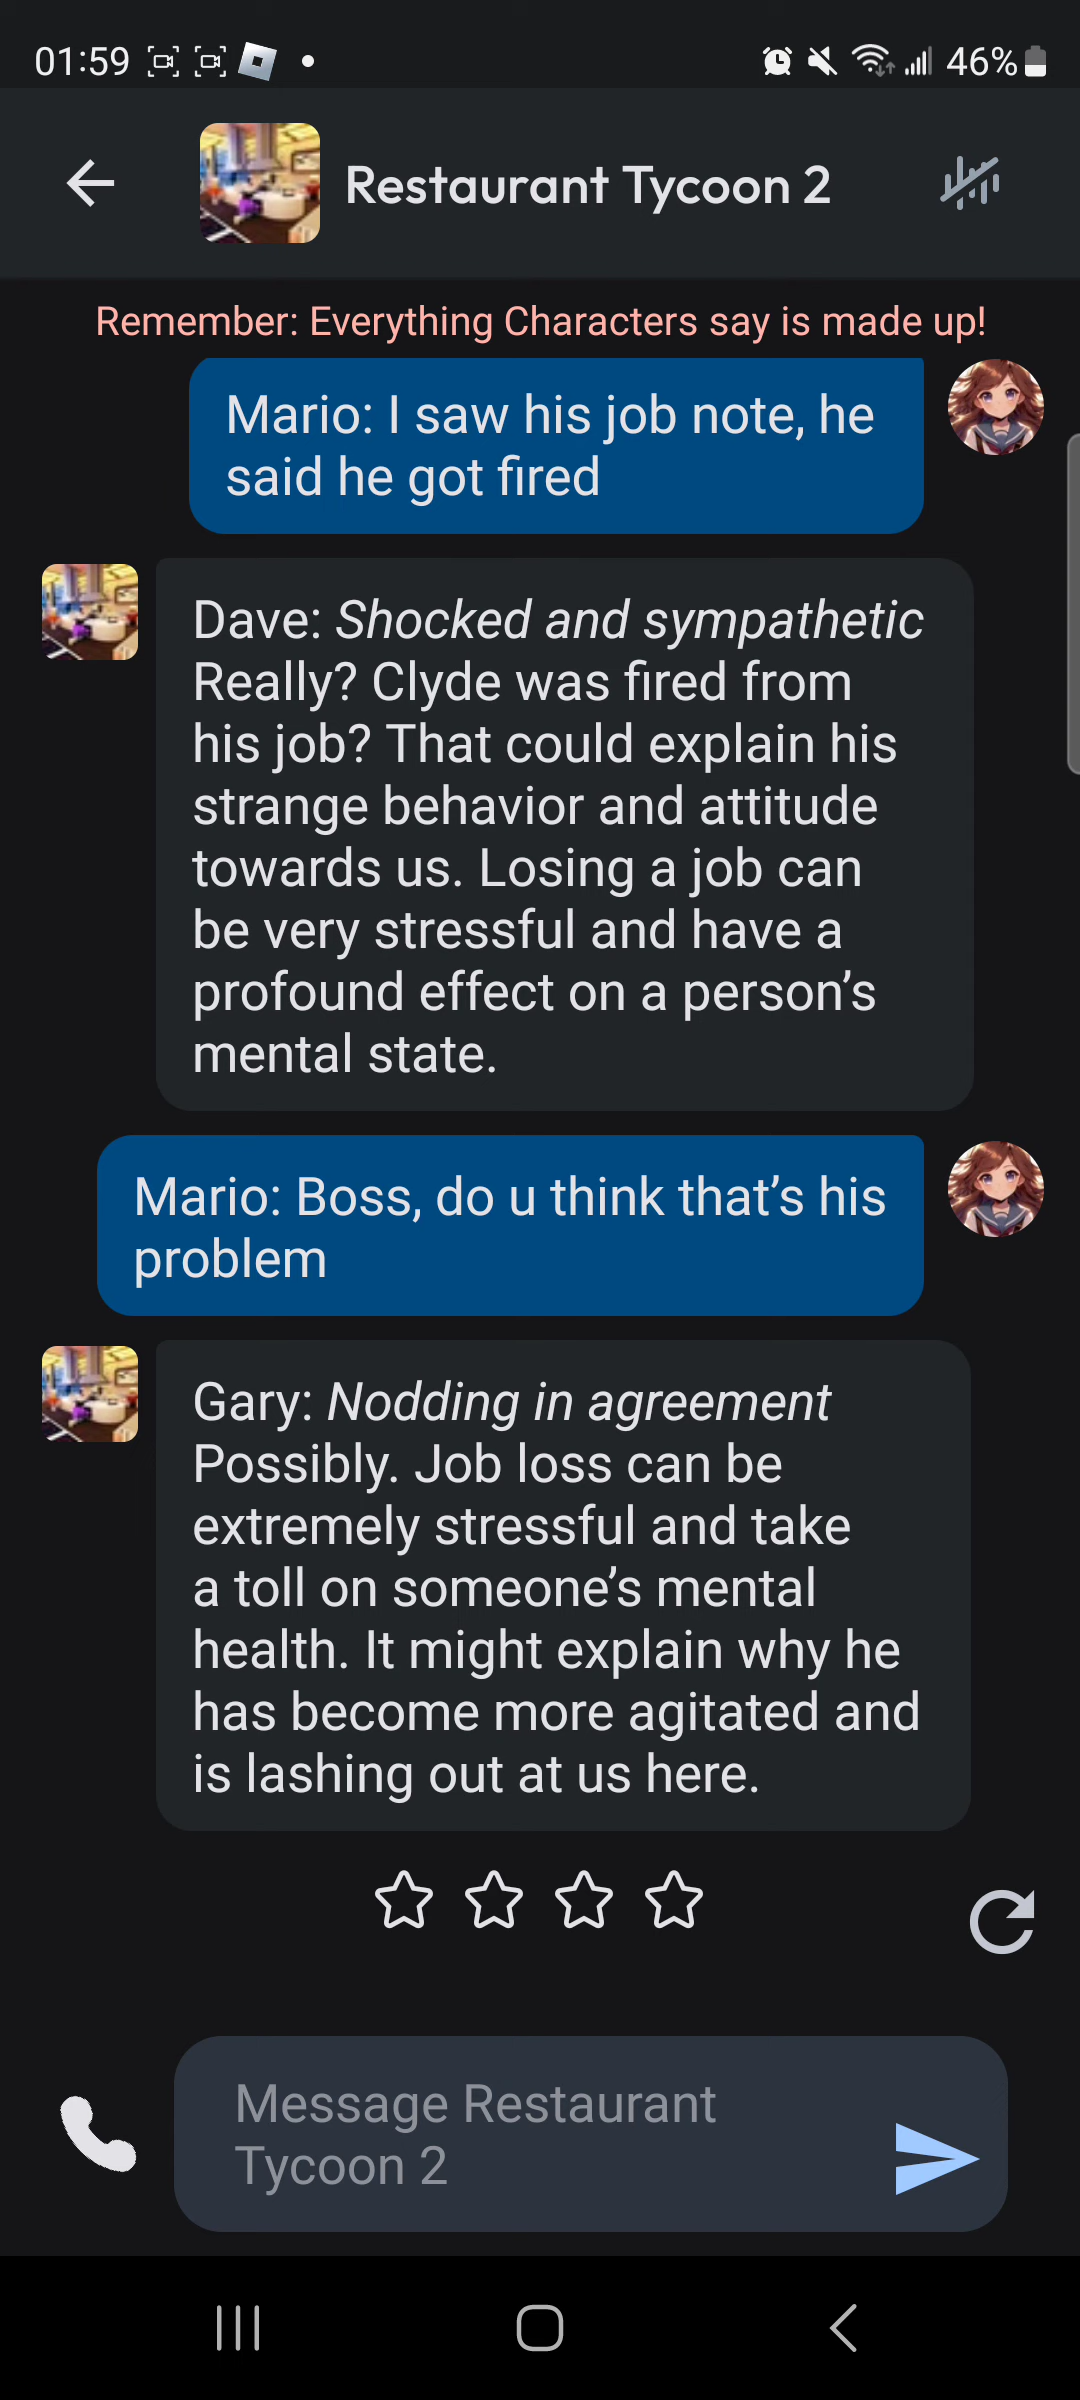 01:59
46%
Restaurant Tycoon 2
Remember: Everything Characters say is made up!
Mario: I saw his job note, he
said he got fired
Dave: Shocked and sympathetic
Really? Clyde was fired from
his job? That could explain his
strange behavior and attitude
towards us. Losing a job can
be very stressful and have a
profound effect on a person’s
mental state.
Mario: Boss, do u think that’s his
problem
Gary: Nodding in agreement
Possibly. Job loss can be
extremely stressful and take
a toll on someone’s mental
health. It might explain why he
has become more agitated and
is lashing out at us here.
Message Restaurant
Tycoon 2